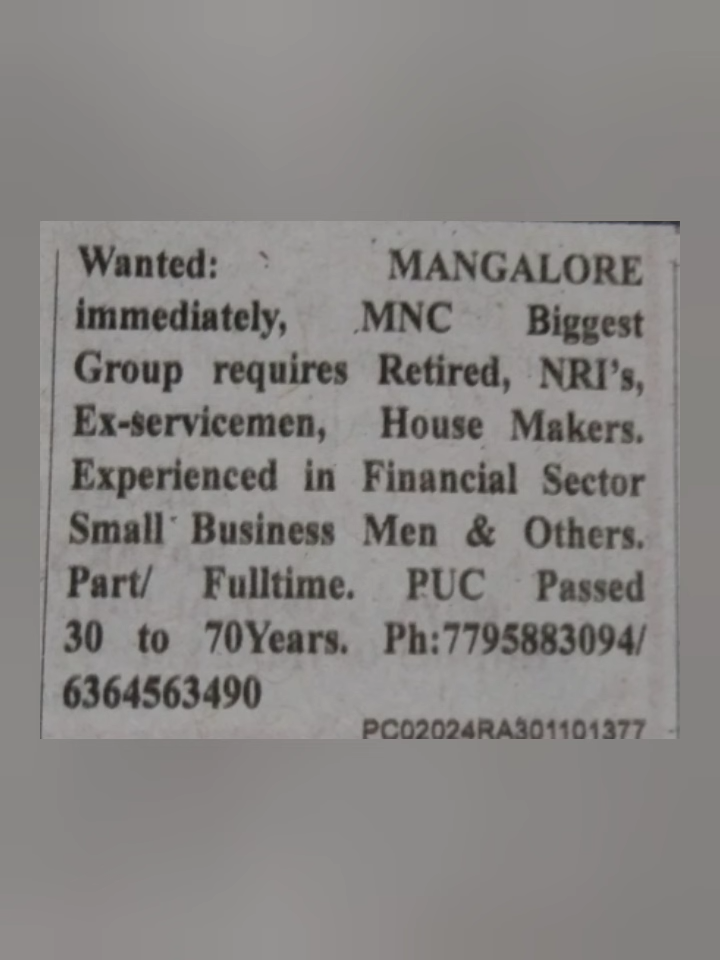 Wanted: MANGALORE
immediately, MNC Biggest
Group requires Retired, NRI's,
Ex-servicemen, House Makers.
Experienced in Financial Sector
Small Business Men & Others.
Part/ Fulltime. PUC Passed
30 to 70Years. Ph:7795883094/
6364563490
PC02024RA301101377